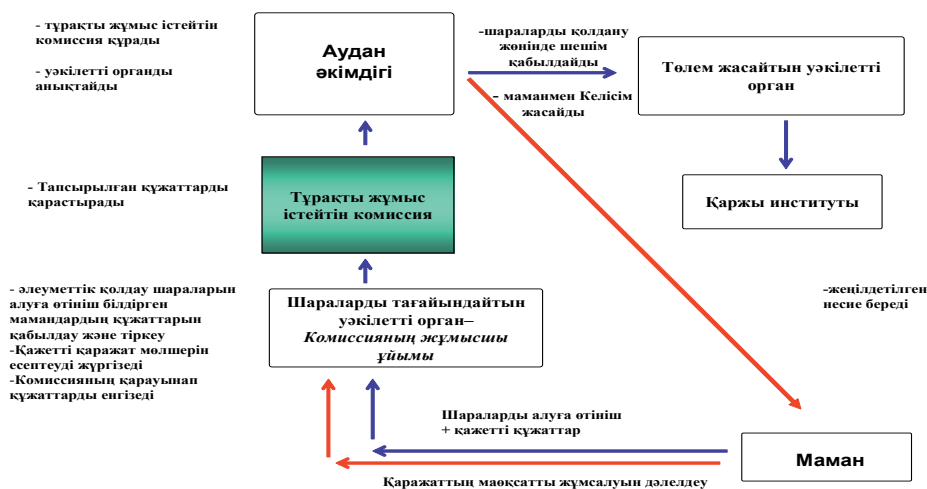 - тұрақты жұмыс істейтін
комиссия құрады
- уәкілетті органды
анықтайды
Аудан
әкімдігі
-шараларды қолдану
жөнінде шешім
қабылдайды
- маманмен Келісім
жасайды
Төлем жасайтын уәкілетті
орган
- Тапсырылған құжаттарды
қарастырады
Тұрақты жұмыс
істейтін комиссия
Қаржы институты
- әлеуметтік қолдау шараларын
алуға өтініш білдірген
мамандардың құжаттарын
қабылдау және тіркеу
-Қажетті қаражат мөлшерін
есептеуді жүргізеді
-Комиссияның қарауынап
құжаттарды енгізеді
Шараларды тағайындайтын
уәкілетті орган–
Комиссияның жұмысшы
ұйымы
-жеңілдетілген
несие береді
Шараларды алуға өтініш
+ қажетті құжаттар
Маман
Қаражаттың маөқсатты жұмсалуын дәлелдеу